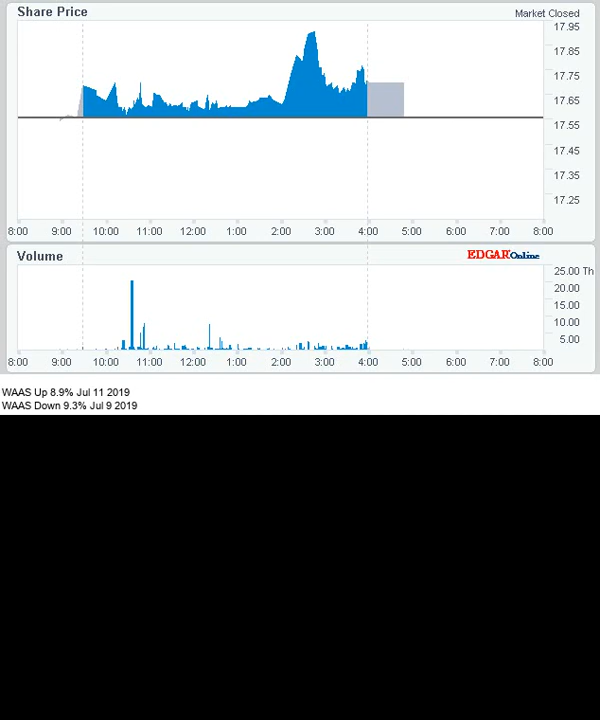 Share Price
Market Closed
17.95
17.85
17.75
17.65
17.55
17.45
17.35
17.25
8:00 9:00 10:00 11:00 12:00 1:00 2:00 3:00 4:00 5:00 6:00 7:00 8:00
Volume
EDGAR Online
25.00 Th
20.00
15.00
10.00
5.00
8:00 9:00 10:00 11:00 12:00 1:00 2:00 3:00 4:00 5:00 6:00 7:00 8:00
WAAS Up 8.9% Jul 11 2019
WAAS Down 9.3% Jul 9 2019